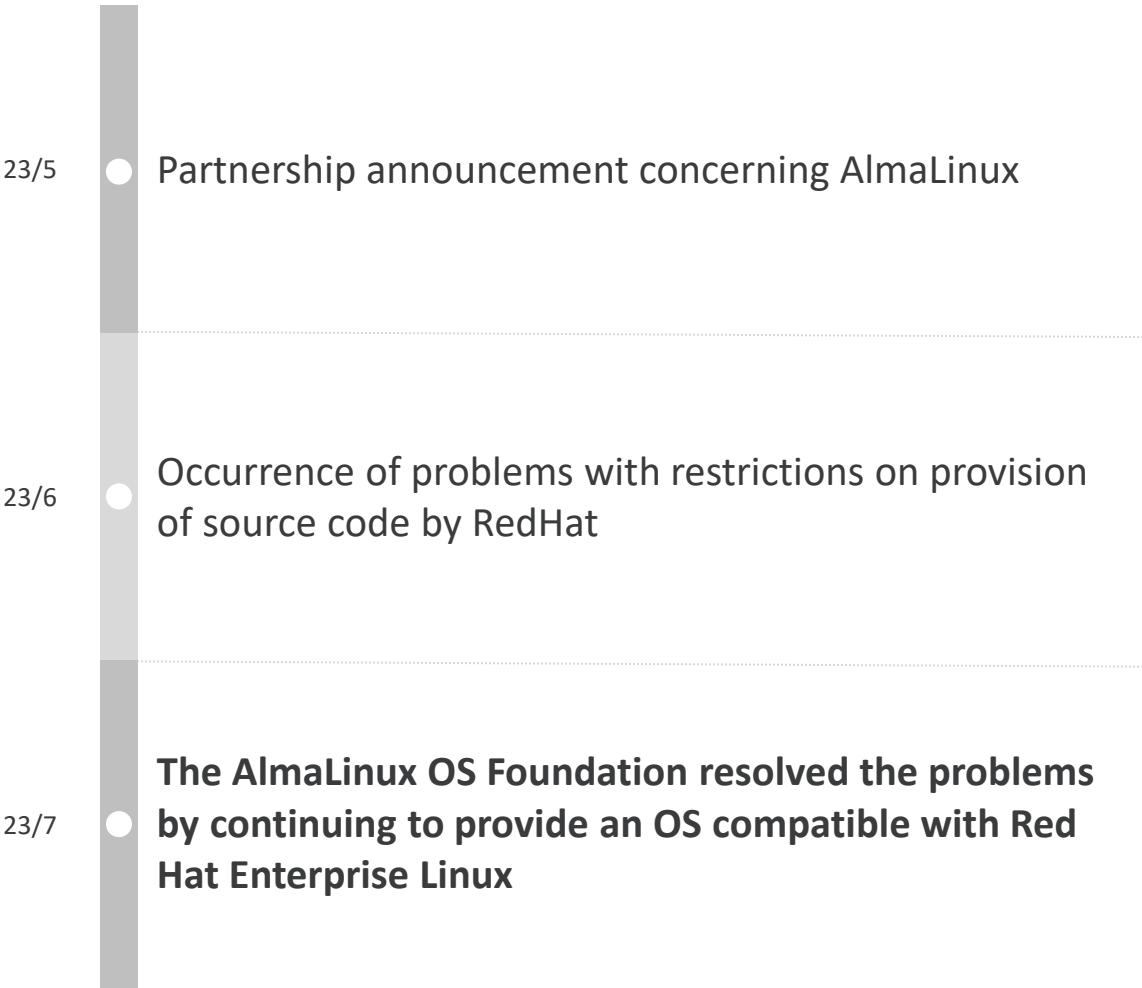 23/5
Partnership announcement concerning AlmaLinux
23/6
Occurrence of problems with restrictions on provision
of source code by RedHat
23/7
The AlmaLinux OS Foundation resolved the problems
by continuing to provide an OS compatible with Red
Hat Enterprise Linux